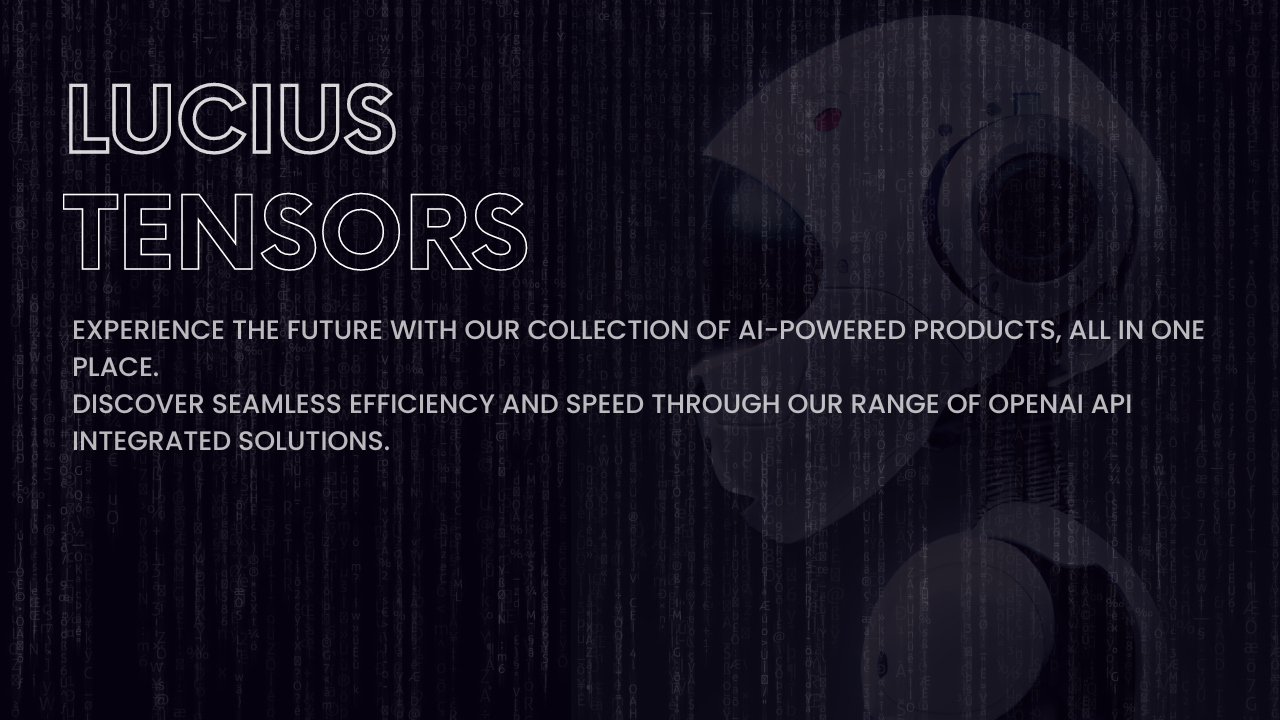 LUCIUS
TENSORS
EXPERIENCE THE FUTURE WITH OUR COLLECTION OF AI-POWERED PRODUCTS, ALL IN ONE
PLACE.
DISCOVER SEAMLESS EFFICIENCY AND SPEED THROUGH OUR RANGE OF OPENAI API
INTEGRATED SOLUTIONS.